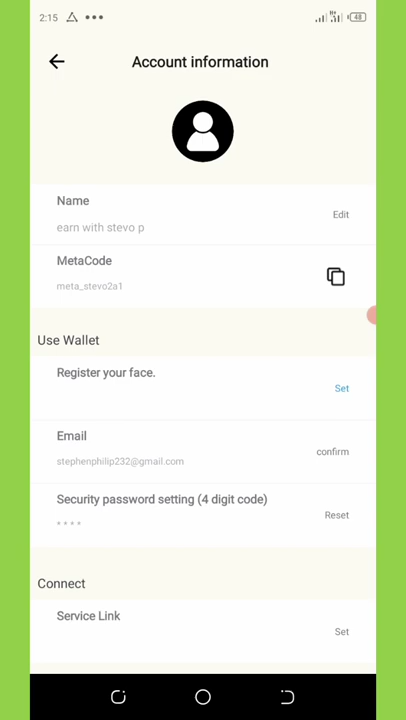 2:15
48
Account information
Name
Edit
earn with stevo p
MetaCode
meta_stevo2a1
Use Wallet
Register your face.
Set
Email
confirm
stephenphilip232@gmail.com
Security password setting (4 digit code)
Reset
* * * *
Connect
Service Link
Set